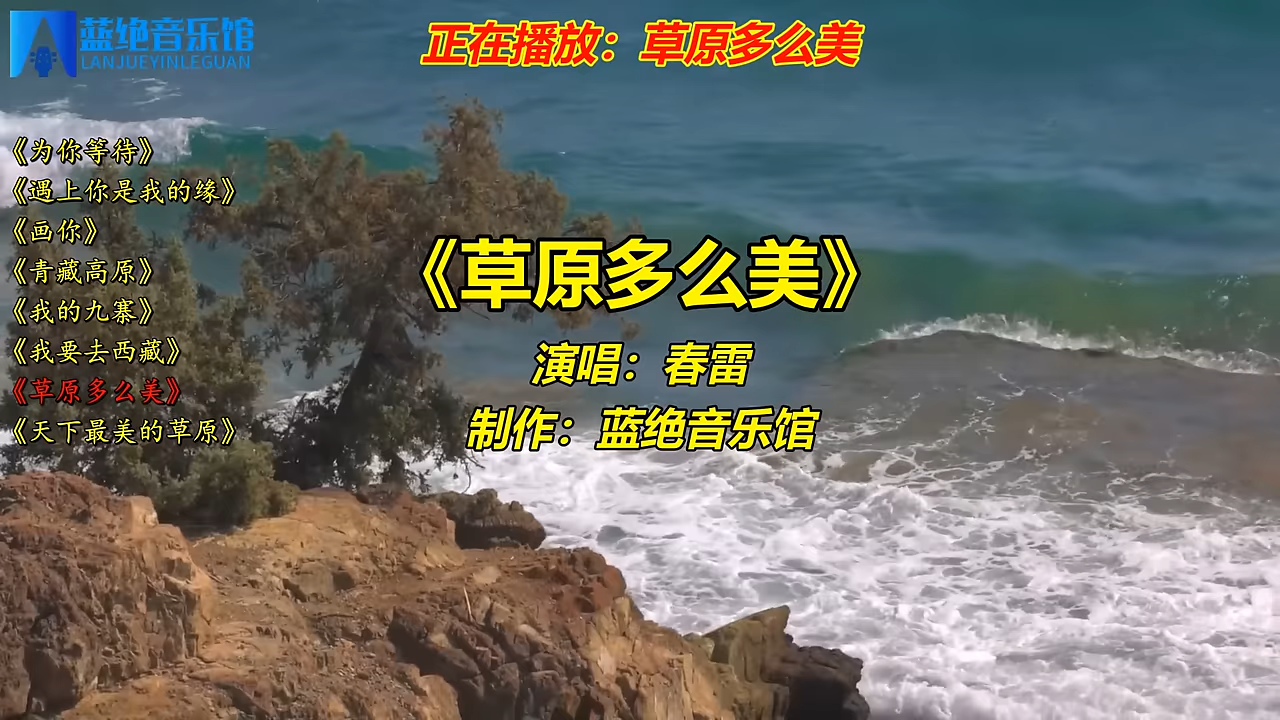 蓝绝音乐馆
LANJUEYINLEGUAN
正在播放：草原多么美
《为你等待》
《遇上你是我的缘》
《画你》
《青藏高原》
《我的九寨》
《我要去西藏》
《草原多么美》
《天下最美的草原》
《草原多么美》
演唱：春雷
制作：蓝绝音乐馆